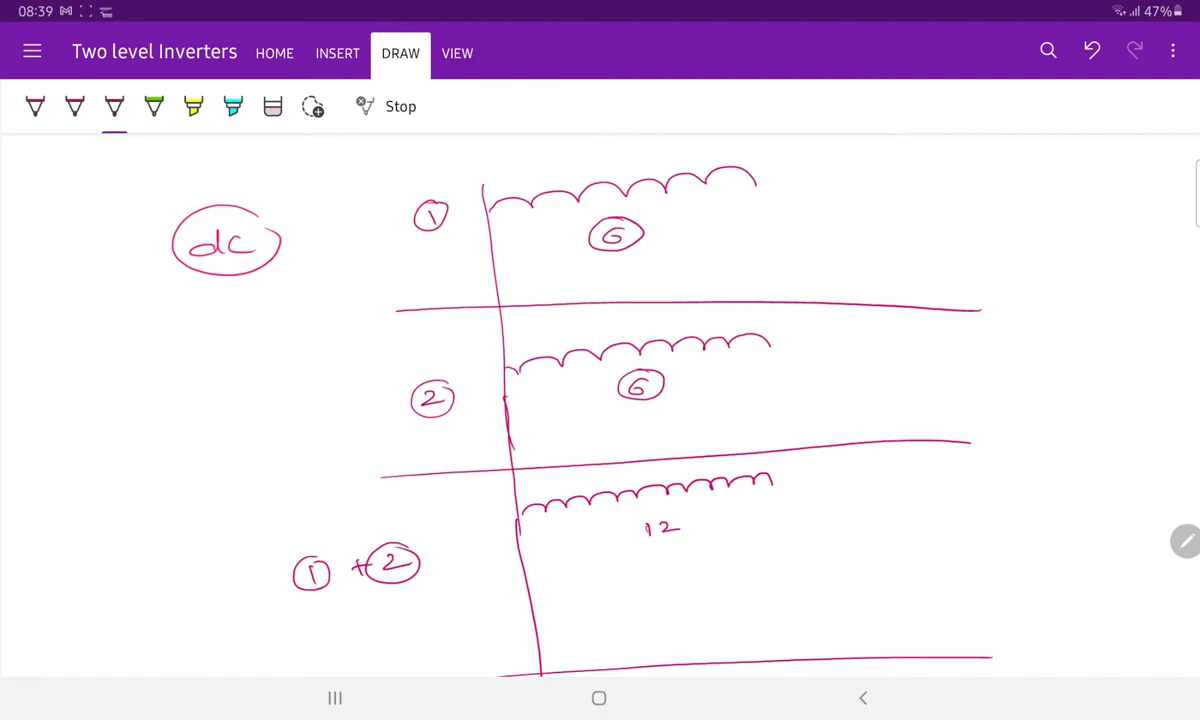 08:39 47%
Two level Inverters HOME INSERT DRAW VIEW
Stop
1
6
dc
2
6
12
1 + 2